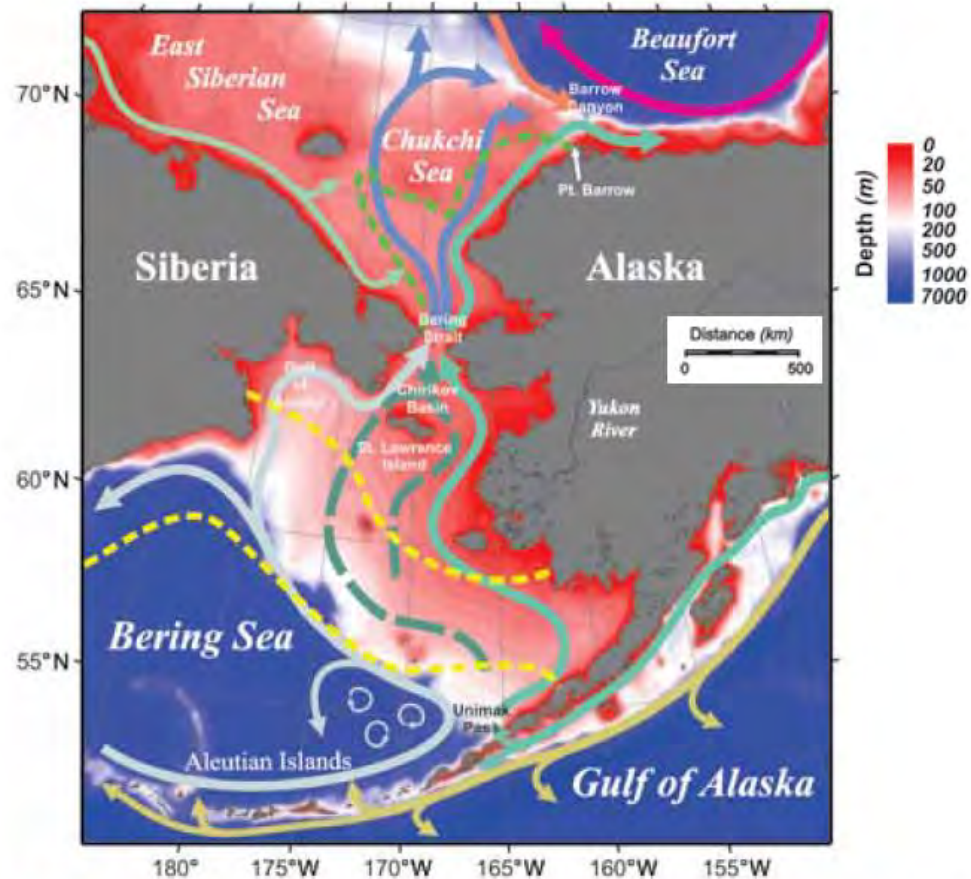 East
Siberian
Sea
Beaufort
Sea
Barrow
Canyon
Chukchi
Sea
Pt. Barrow
Siberia
Alaska
Bering
Strait
Gulf
of
Chirikov
Basin
St. Lawrence
Island
Yukon
River
Bering Sea
Unimak
Pass
Aleutian Islands
Gulf of Alaska
70°N
65°N
60°N
55°N
180°
175°W
170°W
165°W
160°W
155°W
Depth (m)
0
20
50
100
200
500
1000
7000
Distance (km)
0 500